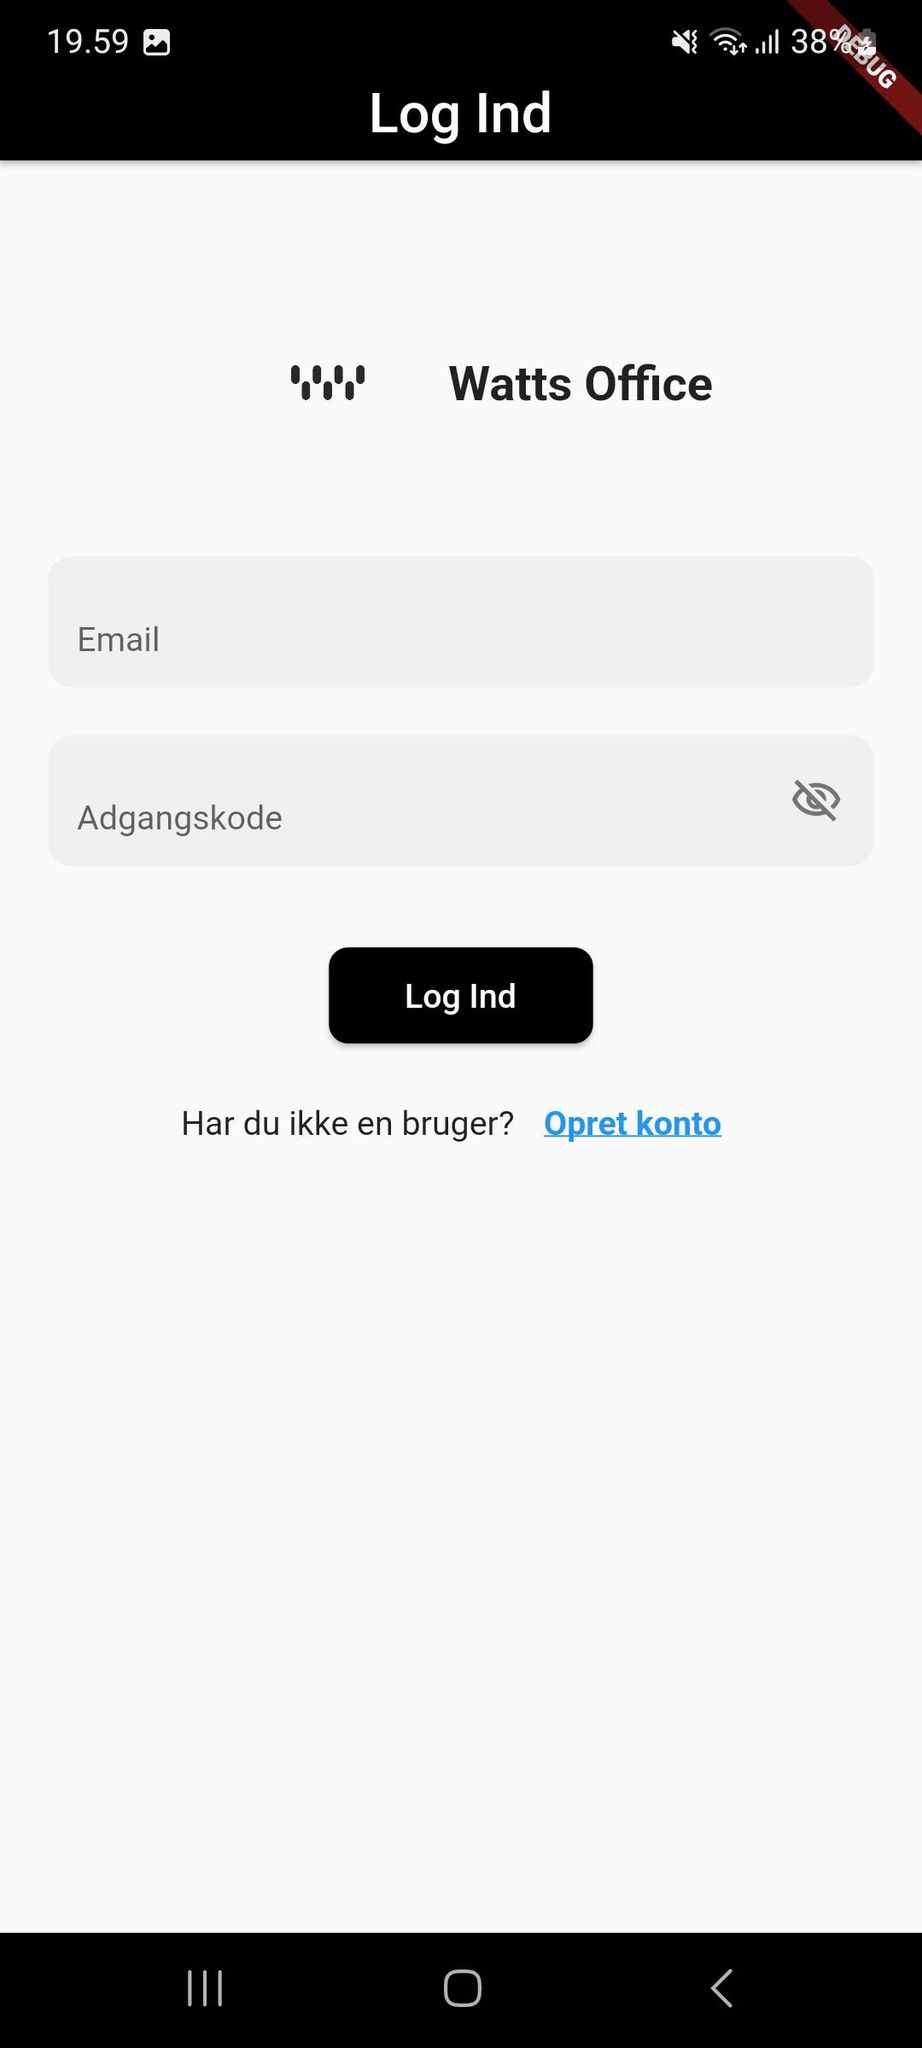 19.59
38%
DEBUG
Log Ind
Watts Office
Email
Adgangskode
Log Ind
Har du ikke en bruger? Opret konto